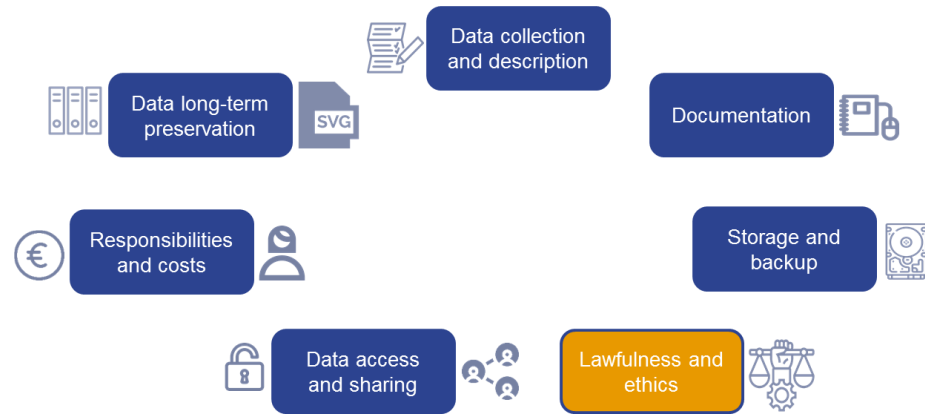 Data collection
and description
Data long-term
preservation
SVG
Documentation
Responsibilities
and costs
Storage and
backup
Data access
and sharing
Lawfulness and
ethics